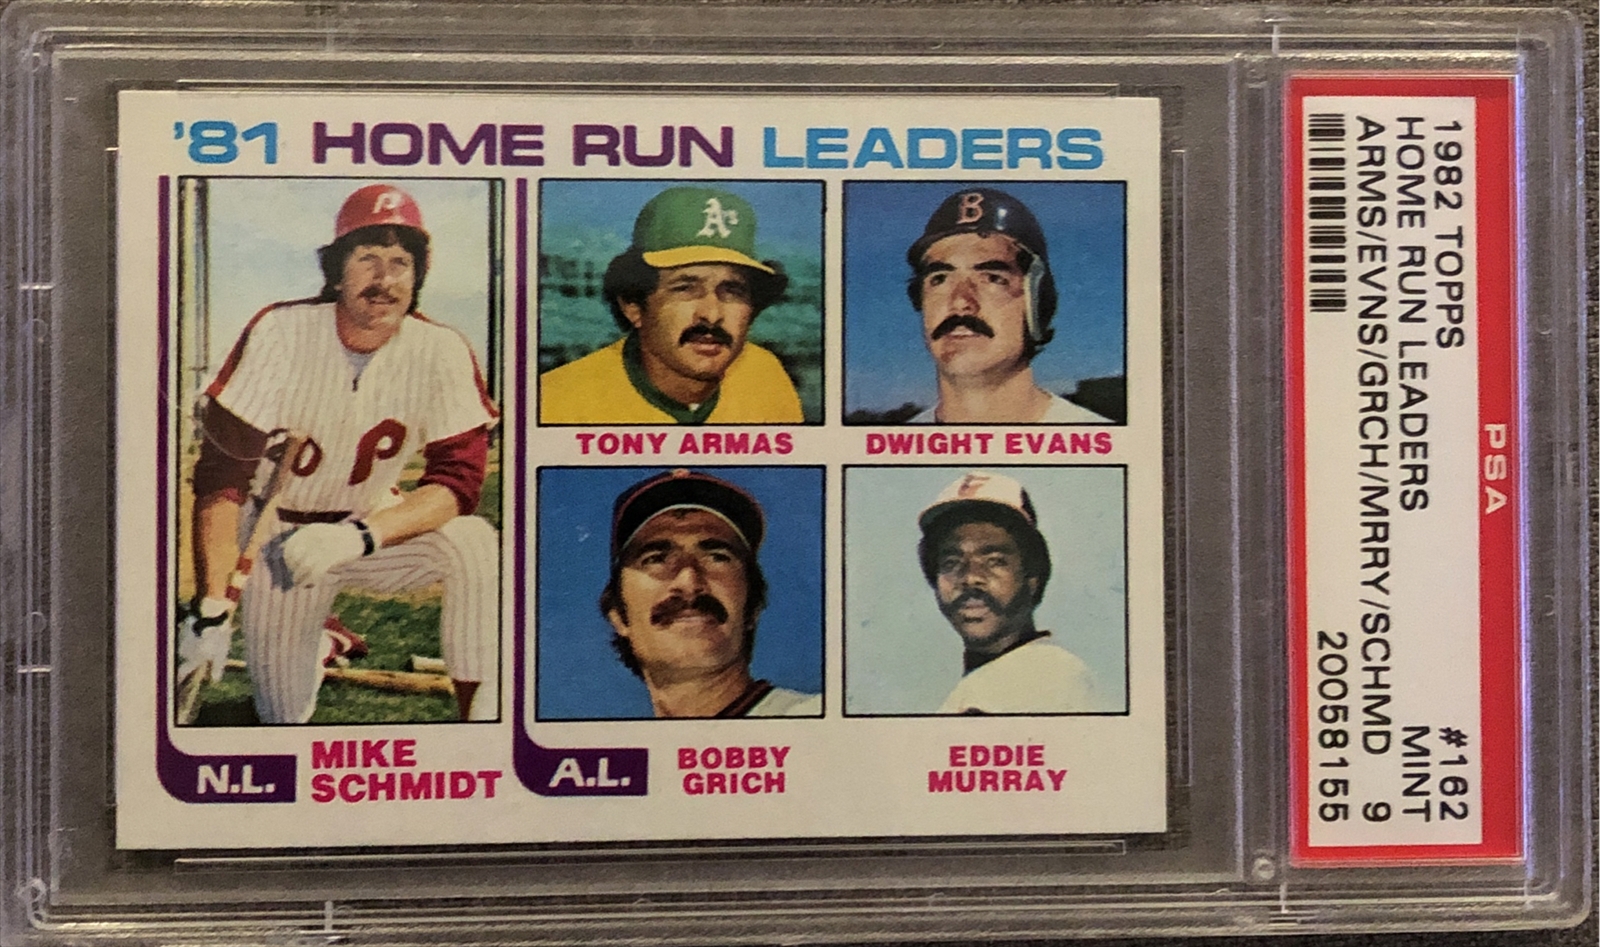 '81 HOME RUN LEADERS
P
P
A's
B
TONY ARMAS
DWIGHT EVANS
N.L.
MIKE
SCHMIDT
A.L.
BOBBY
GRICH
EDDIE
MURRAY
PSA
1982 TOPPS #162
HOME RUN LEADERS MINT
ARMS/EVNS/GRCH/MRRY/SCHMD 9
20058155